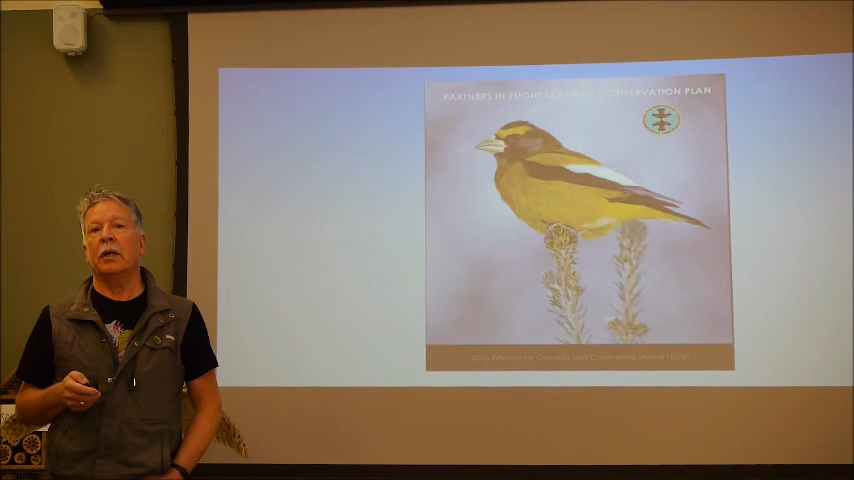 PARTNERS IN FLIGHT LANDBIRD CONSERVATION PLAN
2016 Revision for Canada and Continental United States